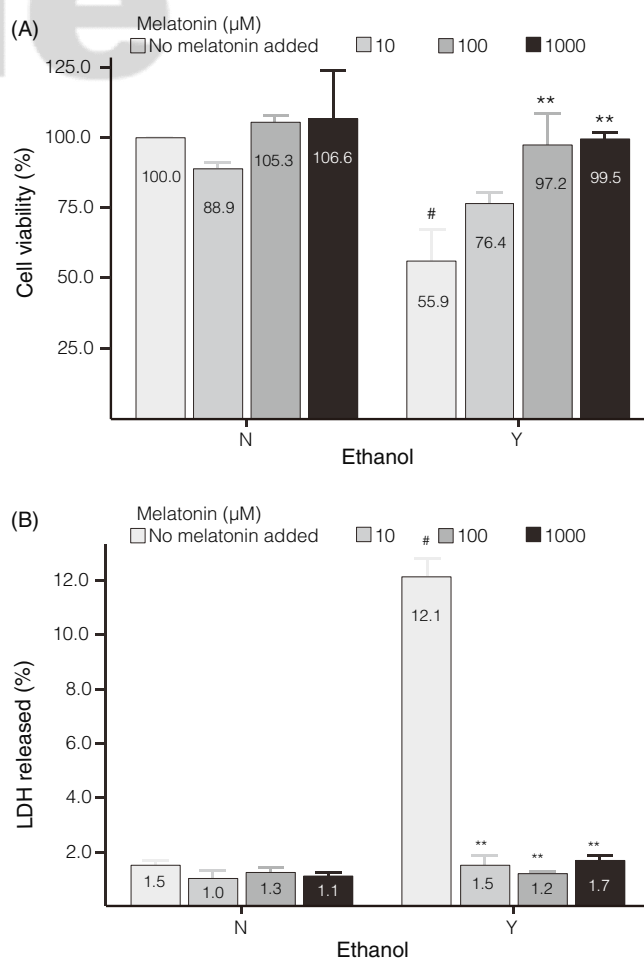 (A)
Melatonin (µM)
No melatonin added 10 100 1000
Cell viability (%)
125.0
100.0
75.0
50.0
25.0
100.0
88.9
105.3
106.6
#
55.9
76.4
**
97.2
**
99.5
N Y
Ethanol
(B)
Melatonin (µM)
No melatonin added 10 100 1000
LDH released (%)
12.0
10.0
8.0
6.0
4.0
2.0
1.5
1.0
1.3
1.1
#
12.1
**
1.5
**
1.2
**
1.7
N Y
Ethanol